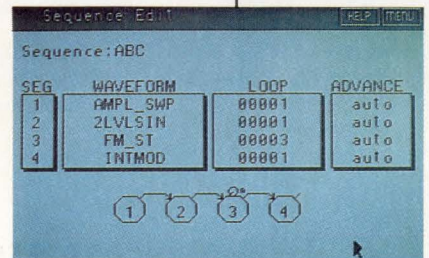 Sequence Edit HELP MENU
Sequence:ABC
SEG WAVEFORM LOOP ADVANCE
1 AMPL_SWP 00001 auto
2 2LVLSIN 00001 auto
3 FM_ST 00003 auto
4 INTMOD 00001 auto
1 2 3 4